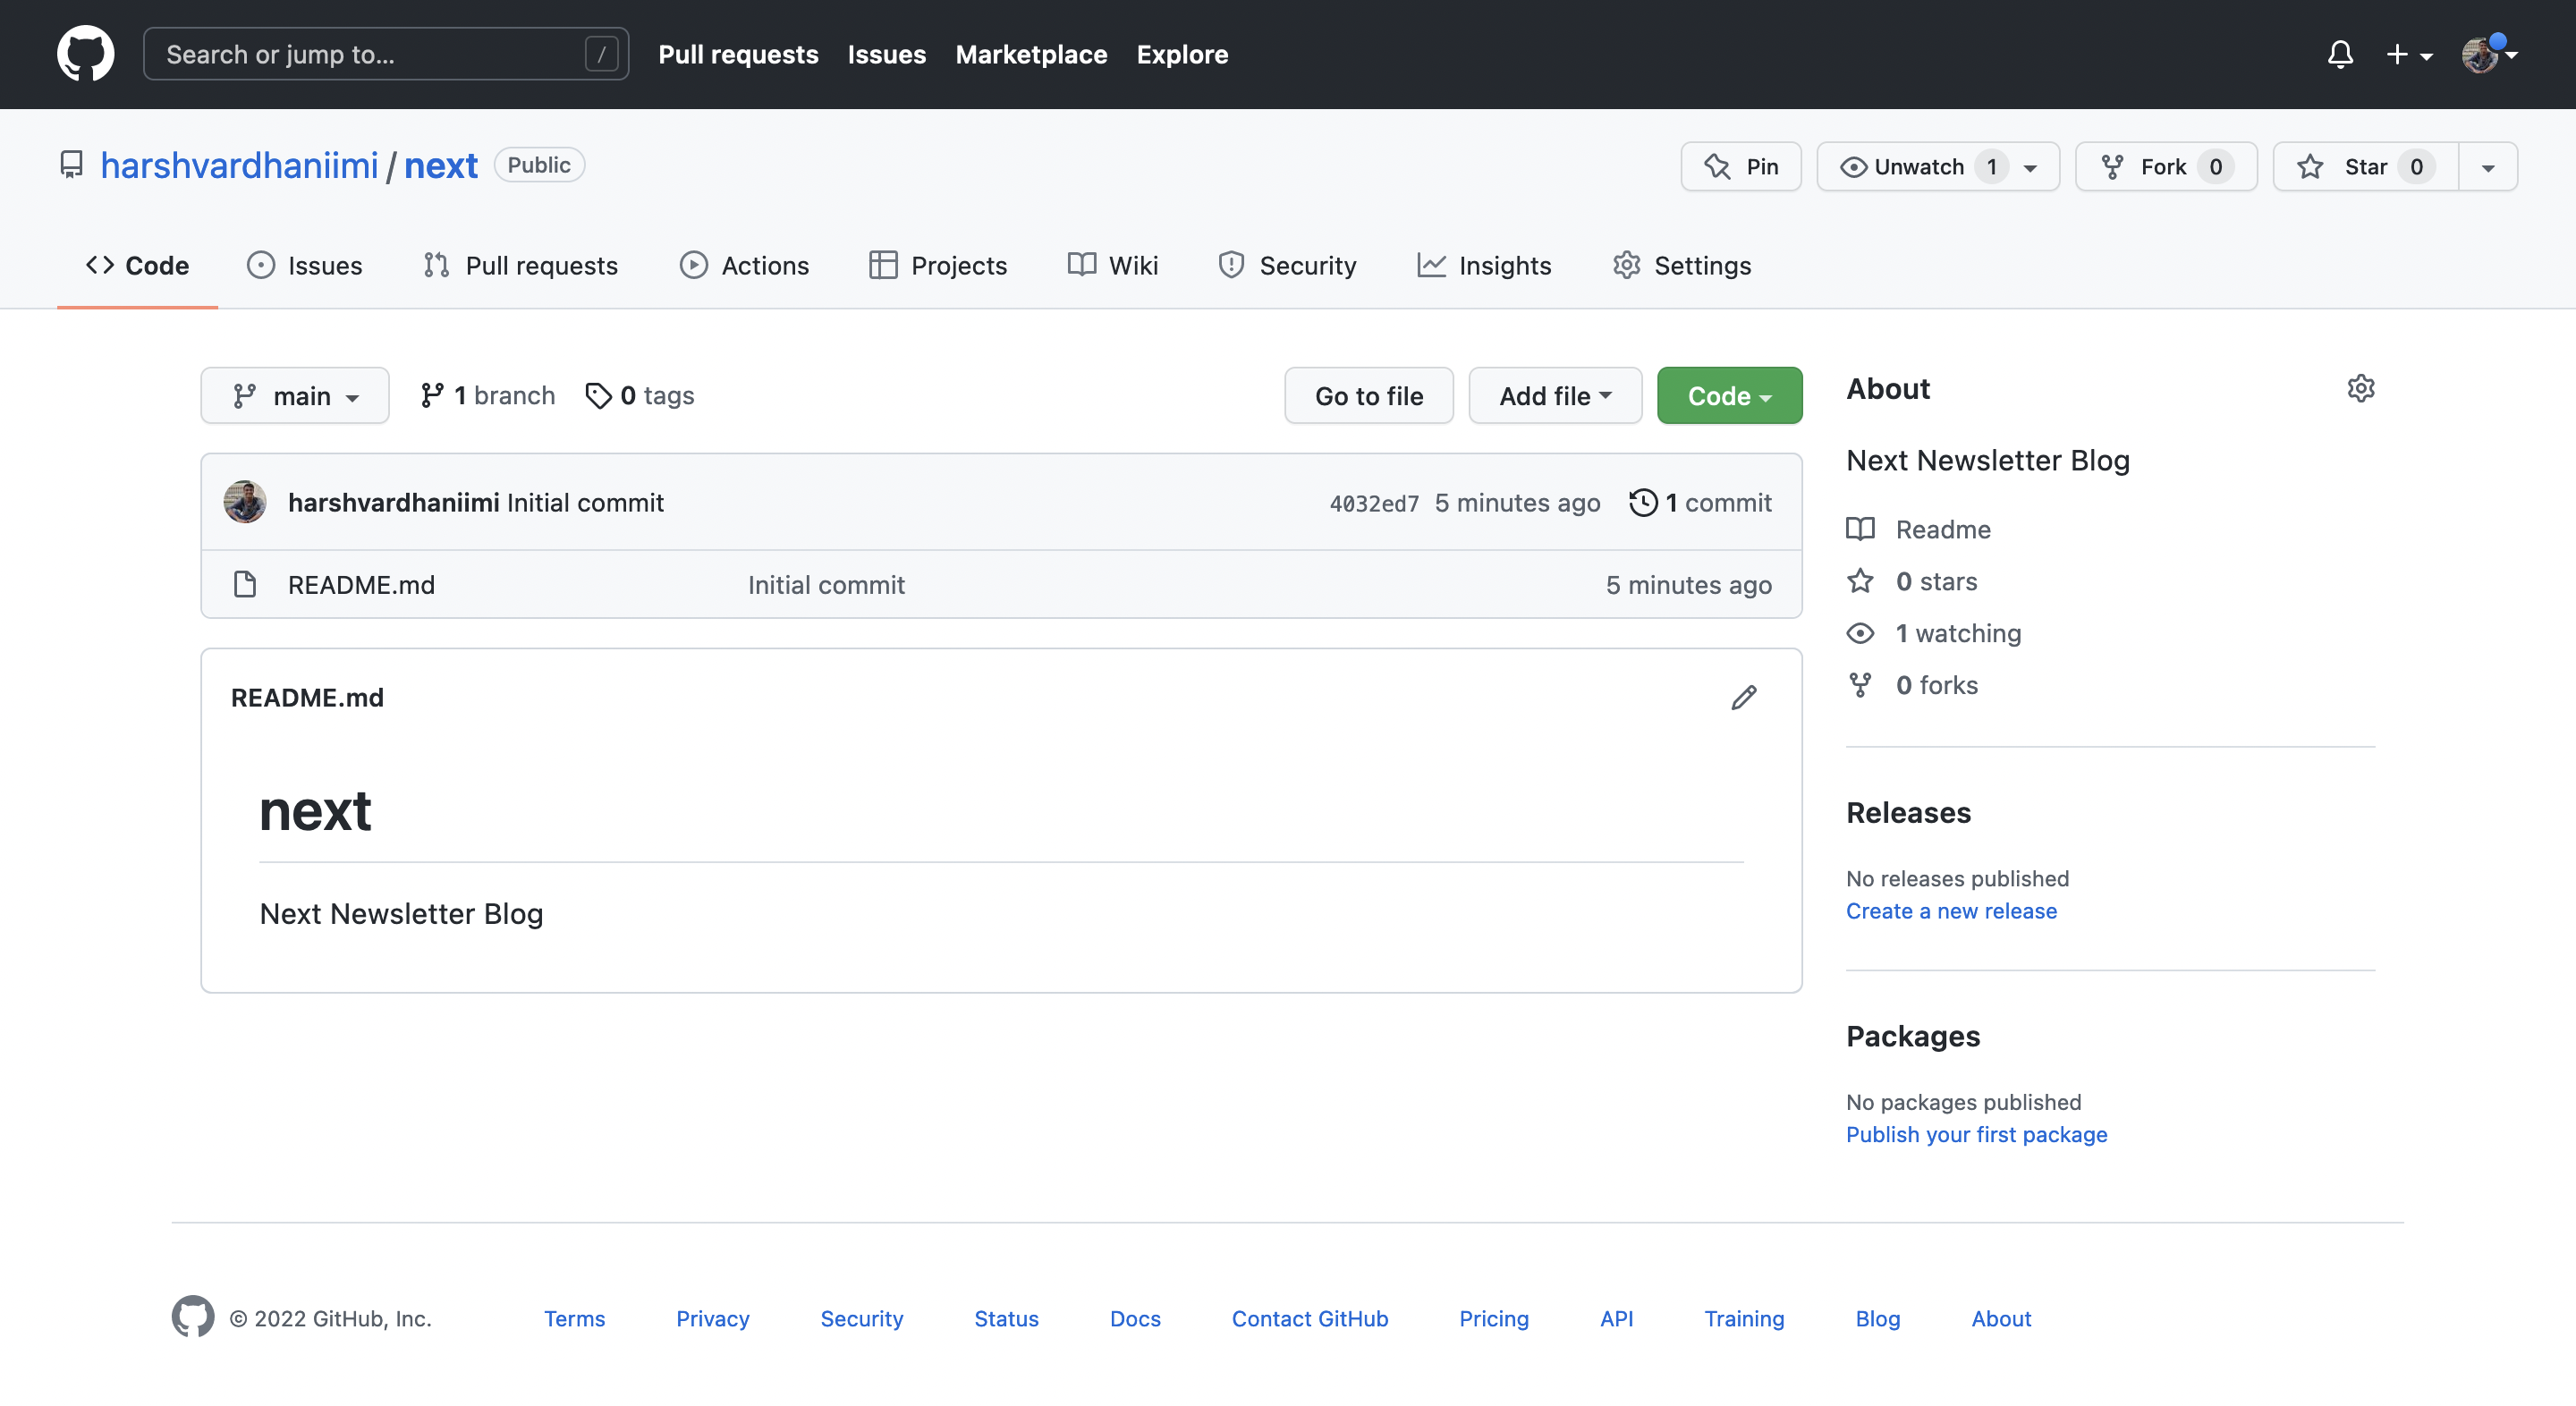 Search or jump to... /
Pull requests Issues Marketplace Explore
harshvardhaniimi / next Public
Pin Unwatch 1 Fork 0 Star 0
Code Issues Pull requests Actions Projects Wiki Security Insights Settings
main 1 branch 0 tags Go to file Add file Code
harshvardhaniimi Initial commit 4032ed7 5 minutes ago 1 commit
README.md Initial commit 5 minutes ago
README.md
next
Next Newsletter Blog
About
Next Newsletter Blog
Readme
0 stars
1 watching
0 forks
Releases
No releases published
Create a new release
Packages
No packages published
Publish your first package
© 2022 GitHub, Inc. Terms Privacy Security Status Docs Contact GitHub Pricing API Training Blog About